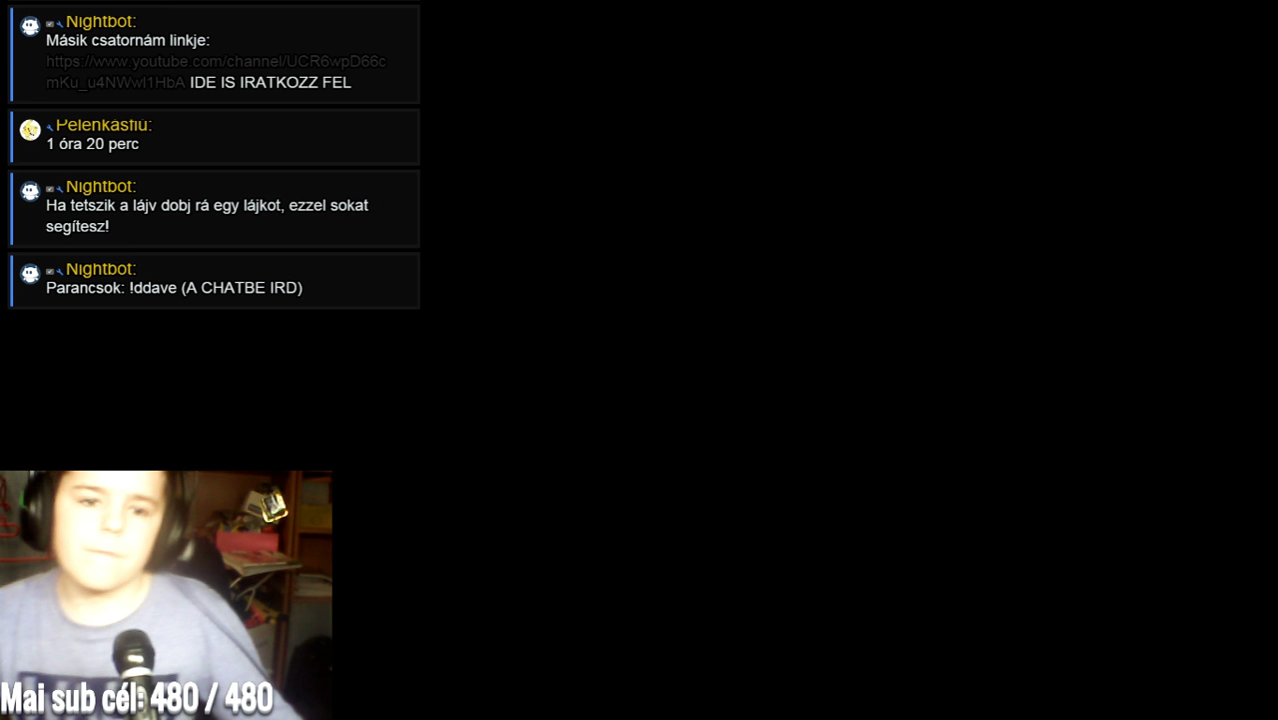 Nightbot:
Másik csatornám linkje:
https://www.youtube.com/channel/UCR6wpD66c
mKu_u4NWwl1HbA IDE IS IRATKOZZ FEL
Pelenkásfiú:
1 óra 20 perc
Nightbot:
Ha tetszik a lájv dobj rá egy lájkot, ezzel sokat
segítesz!
Nightbot:
Parancsok: !ddave (A CHATBE IRD)
Mai sub cél: 480 / 480